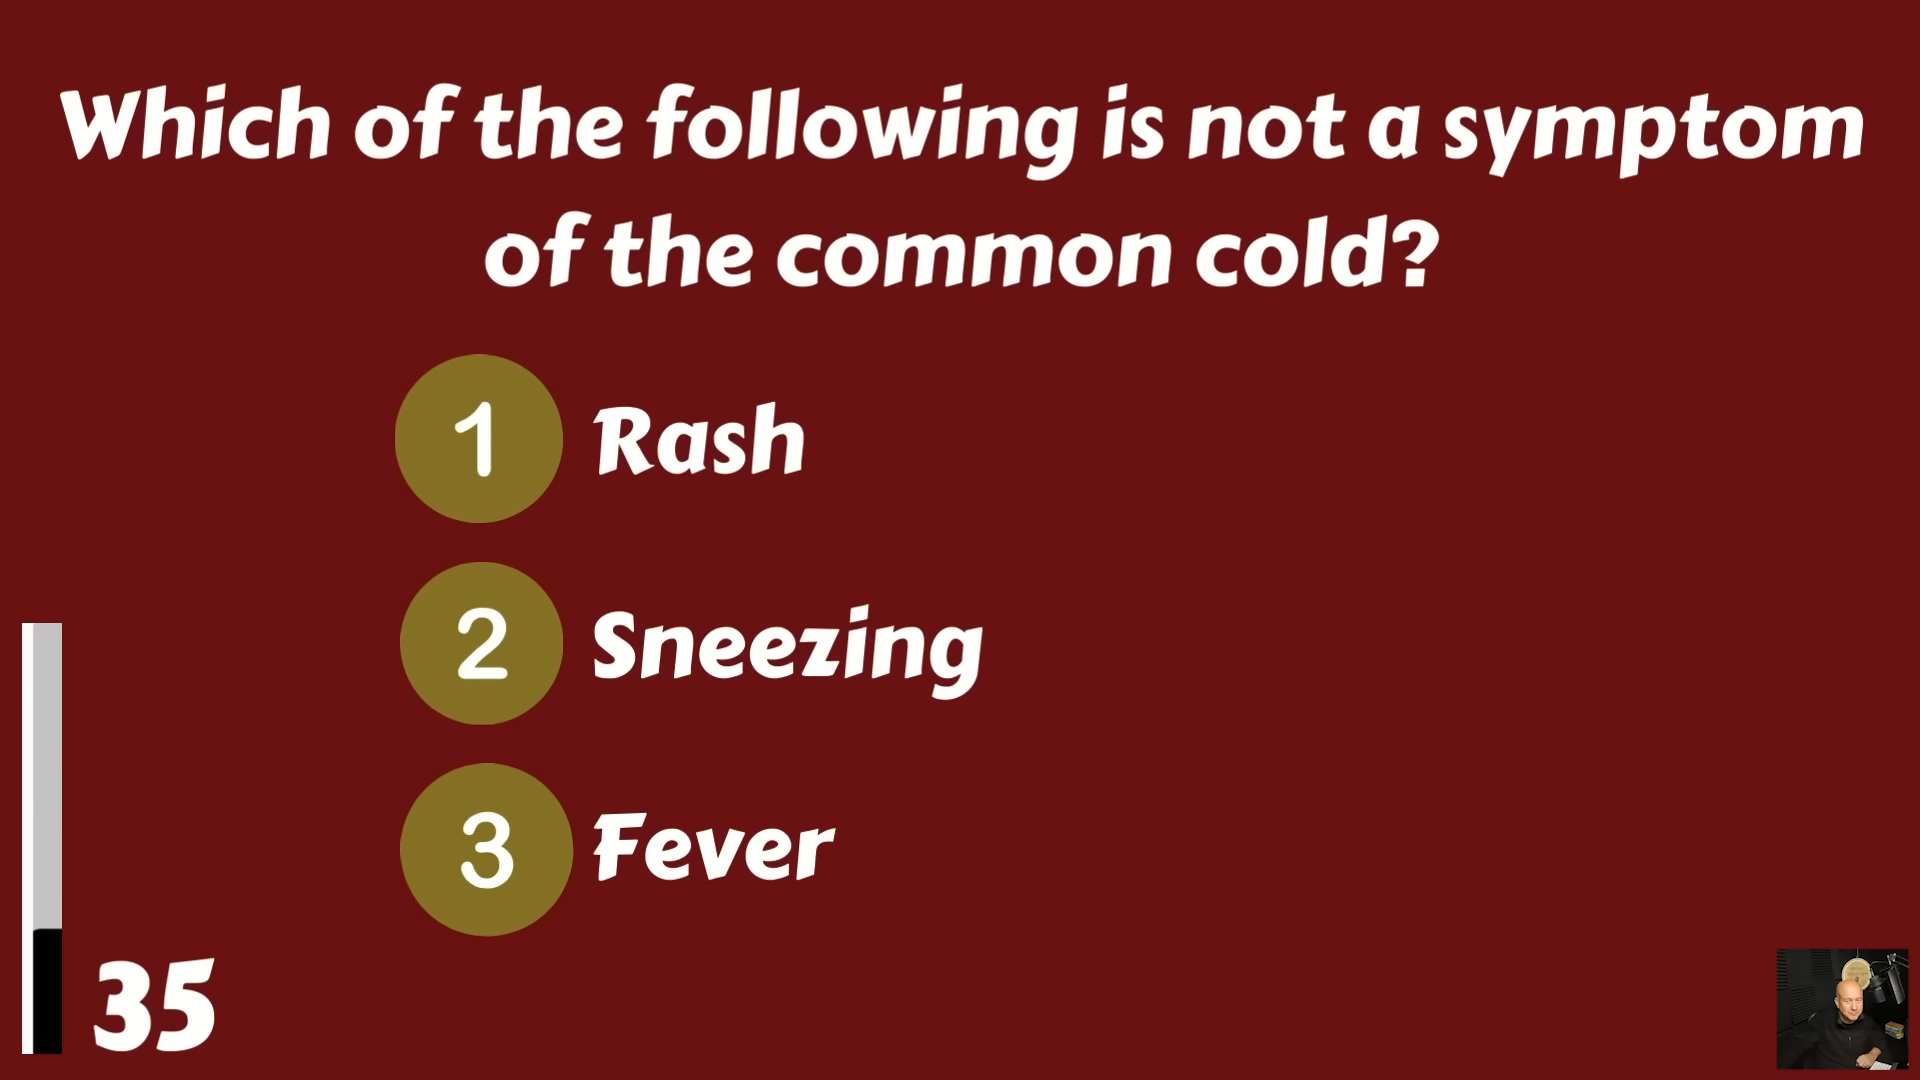 Which of the following is not a symptom
of the common cold?
1 Rash
2 Sneezing
3 Fever
35